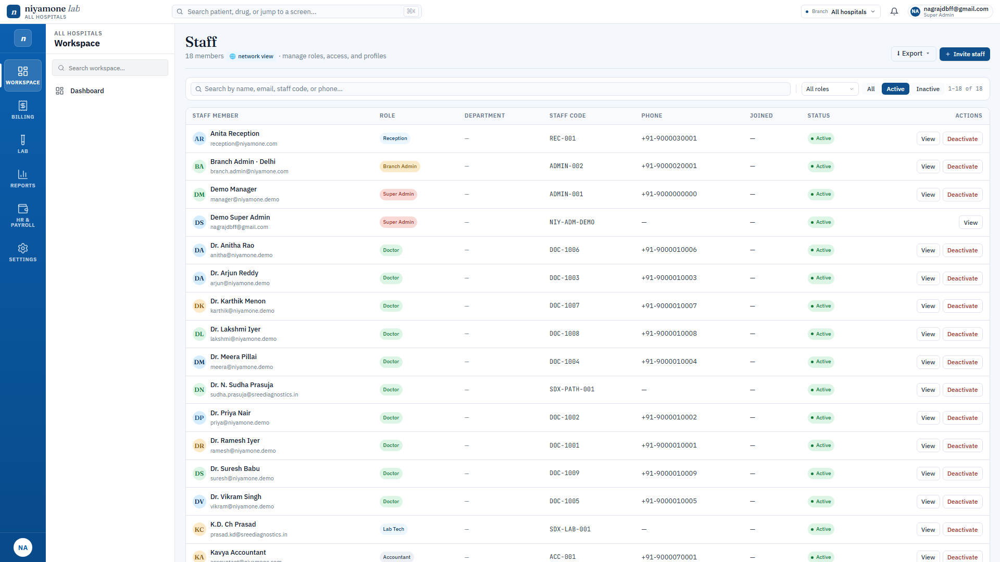 n niyamone lab
ALL HOSPITALS
Search patient, drug, or jump to a screen... ⌘K
Branch All hospitals
NA nagrajdbff@gmail.com
Super Admin
n
WORKSPACE
BILLING
LAB
REPORTS
HR &
PAYROLL
SETTINGS
NA
ALL HOSPITALS
Workspace
Search workspace...
Dashboard
Staff
18 members 🌐 network view · manage roles, access, and profiles
⬇ Export ▾
+ Invite staff
Search by name, email, staff code, or phone...
All roles All Active Inactive 1–18 of 18
STAFF MEMBER ROLE DEPARTMENT STAFF CODE PHONE JOINED STATUS ACTIONS
AR Anita Reception Reception — REC-001 +91-9000030001 — Active View Deactivate
reception@niyamone.com
BA Branch Admin · Delhi Branch Admin — ADMIN-002 +91-9000020001 — Active View Deactivate
branch.admin@niyamone.com
DM Demo Manager Super Admin — ADMIN-001 +91-9000000000 — Active View Deactivate
manager@niyamone.demo
DS Demo Super Admin Super Admin — NIY-ADM-DEMO — — Active View
nagrajdbff@gmail.com
DA Dr. Anitha Rao Doctor — DOC-1006 +91-9000010006 — Active View Deactivate
anitha@niyamone.demo
DA Dr. Arjun Reddy Doctor — DOC-1003 +91-9000010003 — Active View Deactivate
arjun@niyamone.demo
DK Dr. Karthik Menon Doctor — DOC-1007 +91-9000010007 — Active View Deactivate
karthik@niyamone.demo
DL Dr. Lakshmi Iyer Doctor — DOC-1008 +91-9000010008 — Active View Deactivate
lakshmi@niyamone.demo
DM Dr. Meera Pillai Doctor — DOC-1004 +91-9000010004 — Active View Deactivate
meera@niyamone.demo
DN Dr. N. Sudha Prasuja Doctor — SDX-PATH-001 — — Active View Deactivate
sudha.prasuja@sreediagnostics.in
DP Dr. Priya Nair Doctor — DOC-1002 +91-9000010002 — Active View Deactivate
priya@niyamone.demo
DR Dr. Ramesh Iyer Doctor — DOC-1001 +91-9000010001 — Active View Deactivate
ramesh@niyamone.demo
DS Dr. Suresh Babu Doctor — DOC-1009 +91-9000010009 — Active View Deactivate
suresh@niyamone.demo
DV Dr. Vikram Singh Doctor — DOC-1005 +91-9000010005 — Active View Deactivate
vikram@niyamone.demo
KC K.D. Ch Prasad Lab Tech — SDX-LAB-001 — — Active View Deactivate
prasad.kd@sreediagnostics.in
KA Kavya Accountant Accountant — ACC-001 +91-9000070001 — Active View Deactivate